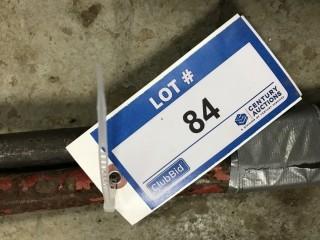 LOT #
84
CENTURY
AUCTIONS
ClubBid